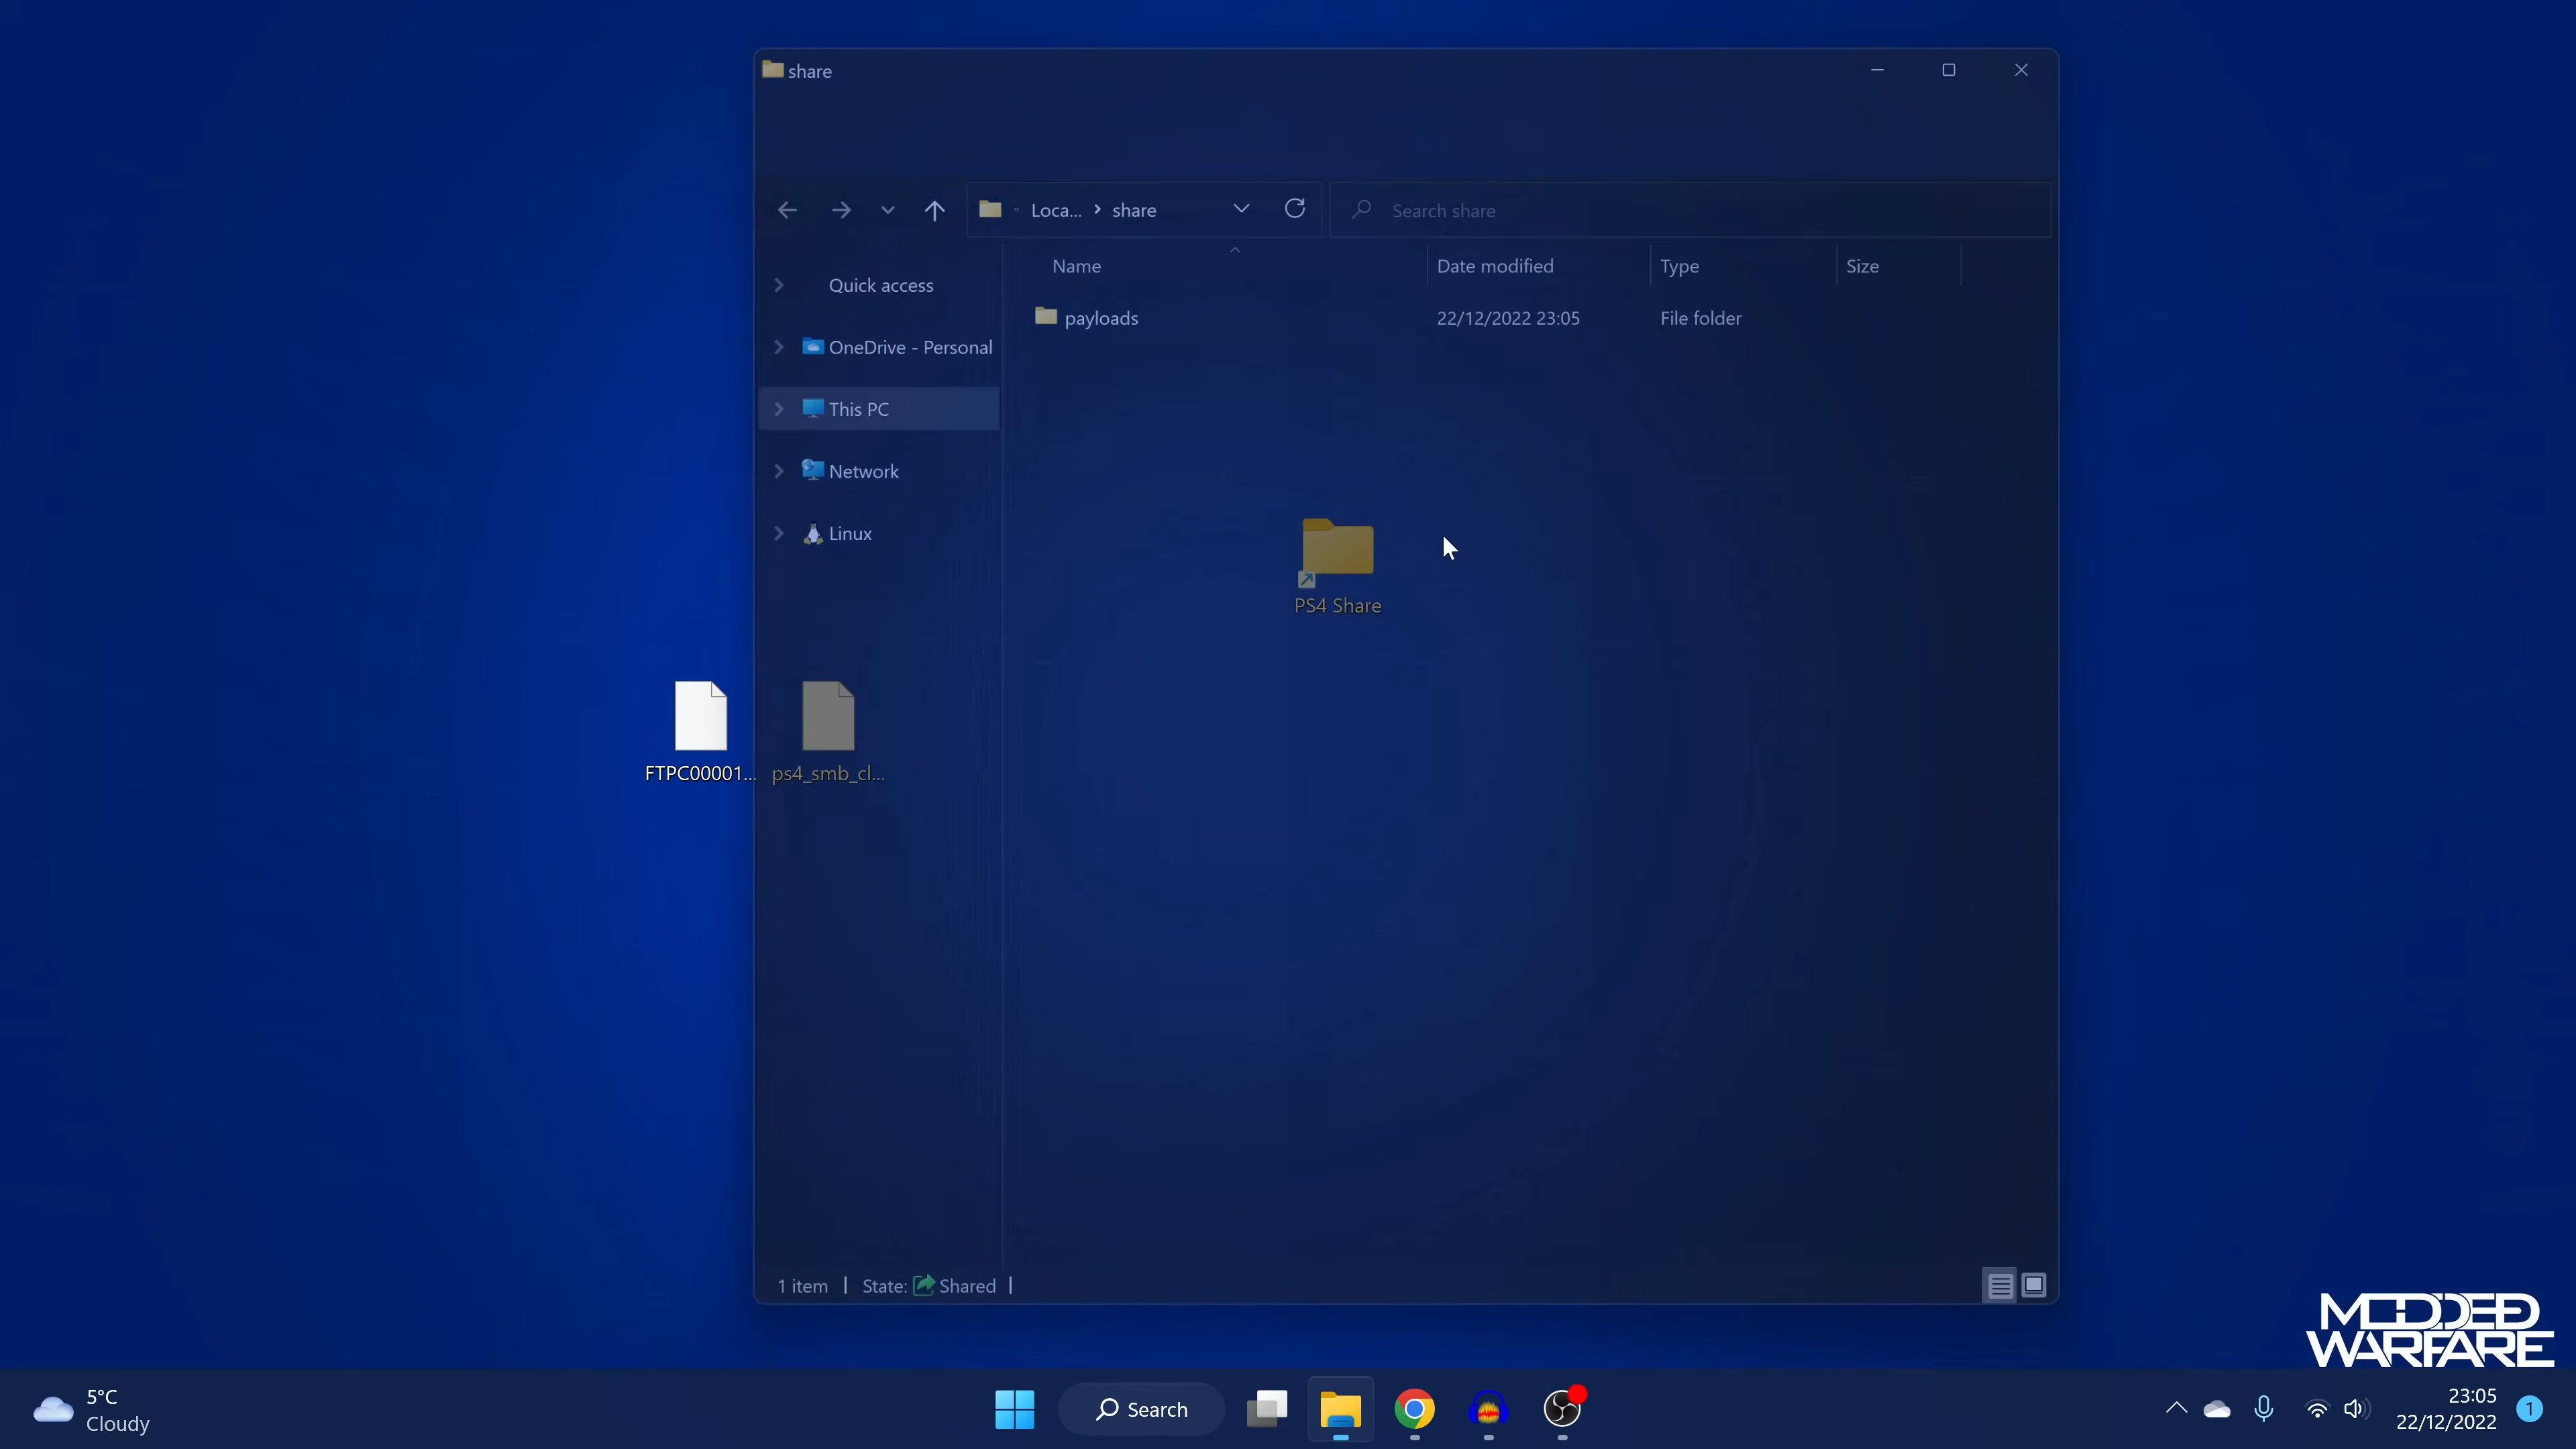 share
Loca... share
Search share
Name Date modified Type Size
Quick access
payloads 22/12/2022 23:05 File folder
OneDrive - Personal
This PC
Network
Linux
PS4 Share
FTPC00001... ps4_smb_cl...
1 item State: Shared
MODDED
WARFARE
5°C
Cloudy
Search
23:05
22/12/2022
1